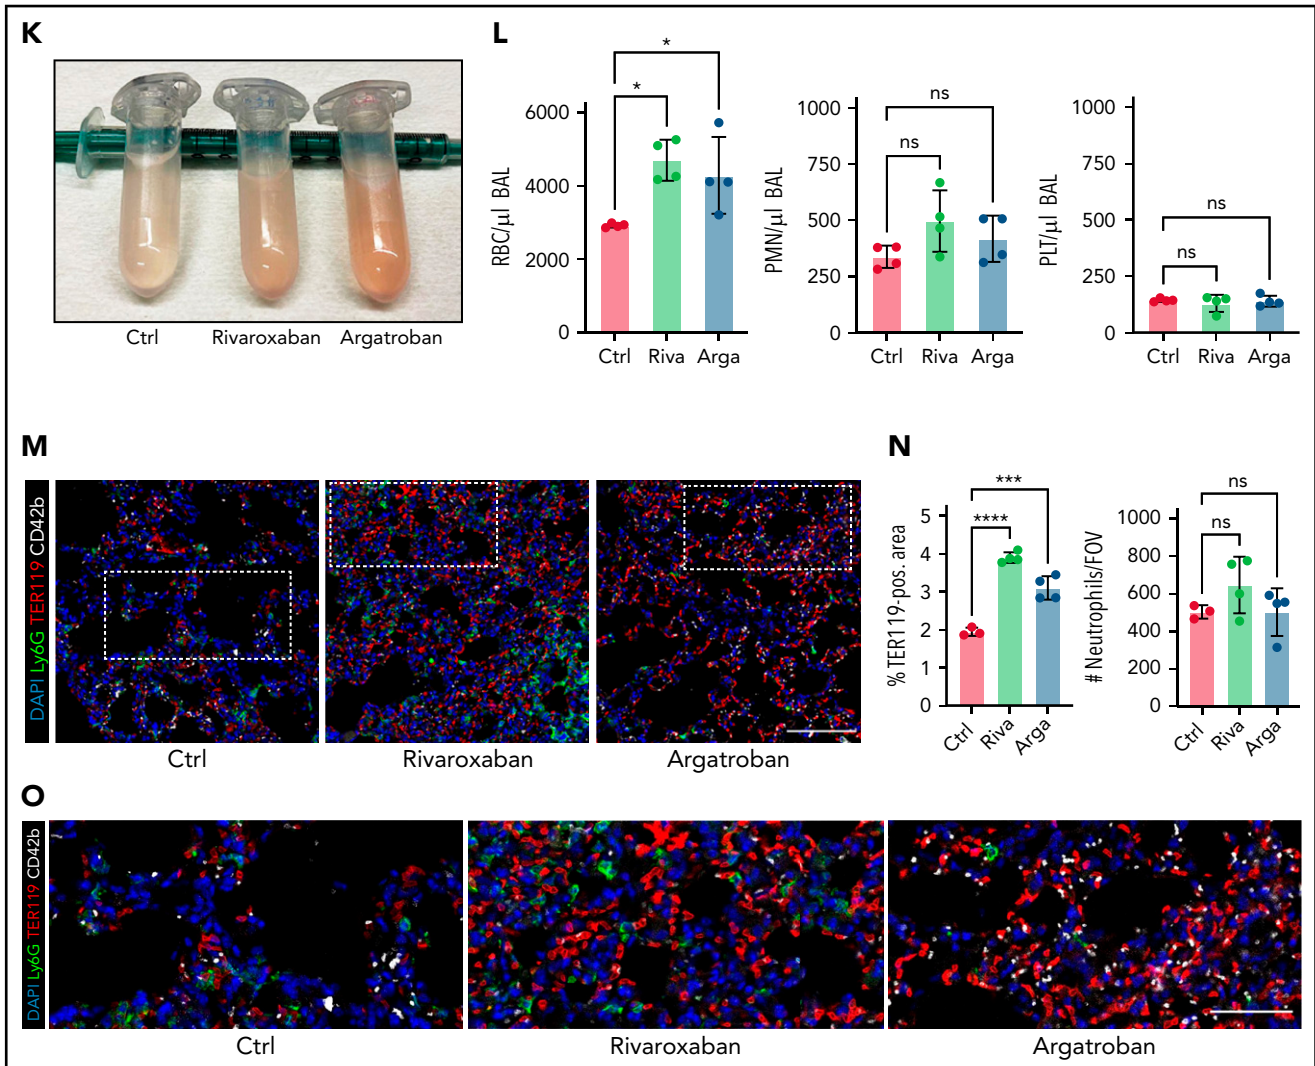 K
Ctrl Rivaroxaban Argatroban
L
RBC/µl BAL
6000
4000
2000
0
*
*
Ctrl Riva Arga
PMN/µl BAL
1000
750
500
250
0
ns
ns
Ctrl Riva Arga
PLT/µl BAL
1000
750
500
250
0
ns
ns
Ctrl Riva Arga
M
DAPI Ly6G TER119 CD42b
Ctrl
Rivaroxaban
Argatroban
N
% TER119-pos. area
5
4
3
2
1
0
***
****
Ctrl Riva Arga
# Neutrophils/FOV
1000
800
600
400
200
0
ns
ns
Ctrl Riva Arga
O
DAPI Ly6G TER119 CD42b
Ctrl
Rivaroxaban
Argatroban